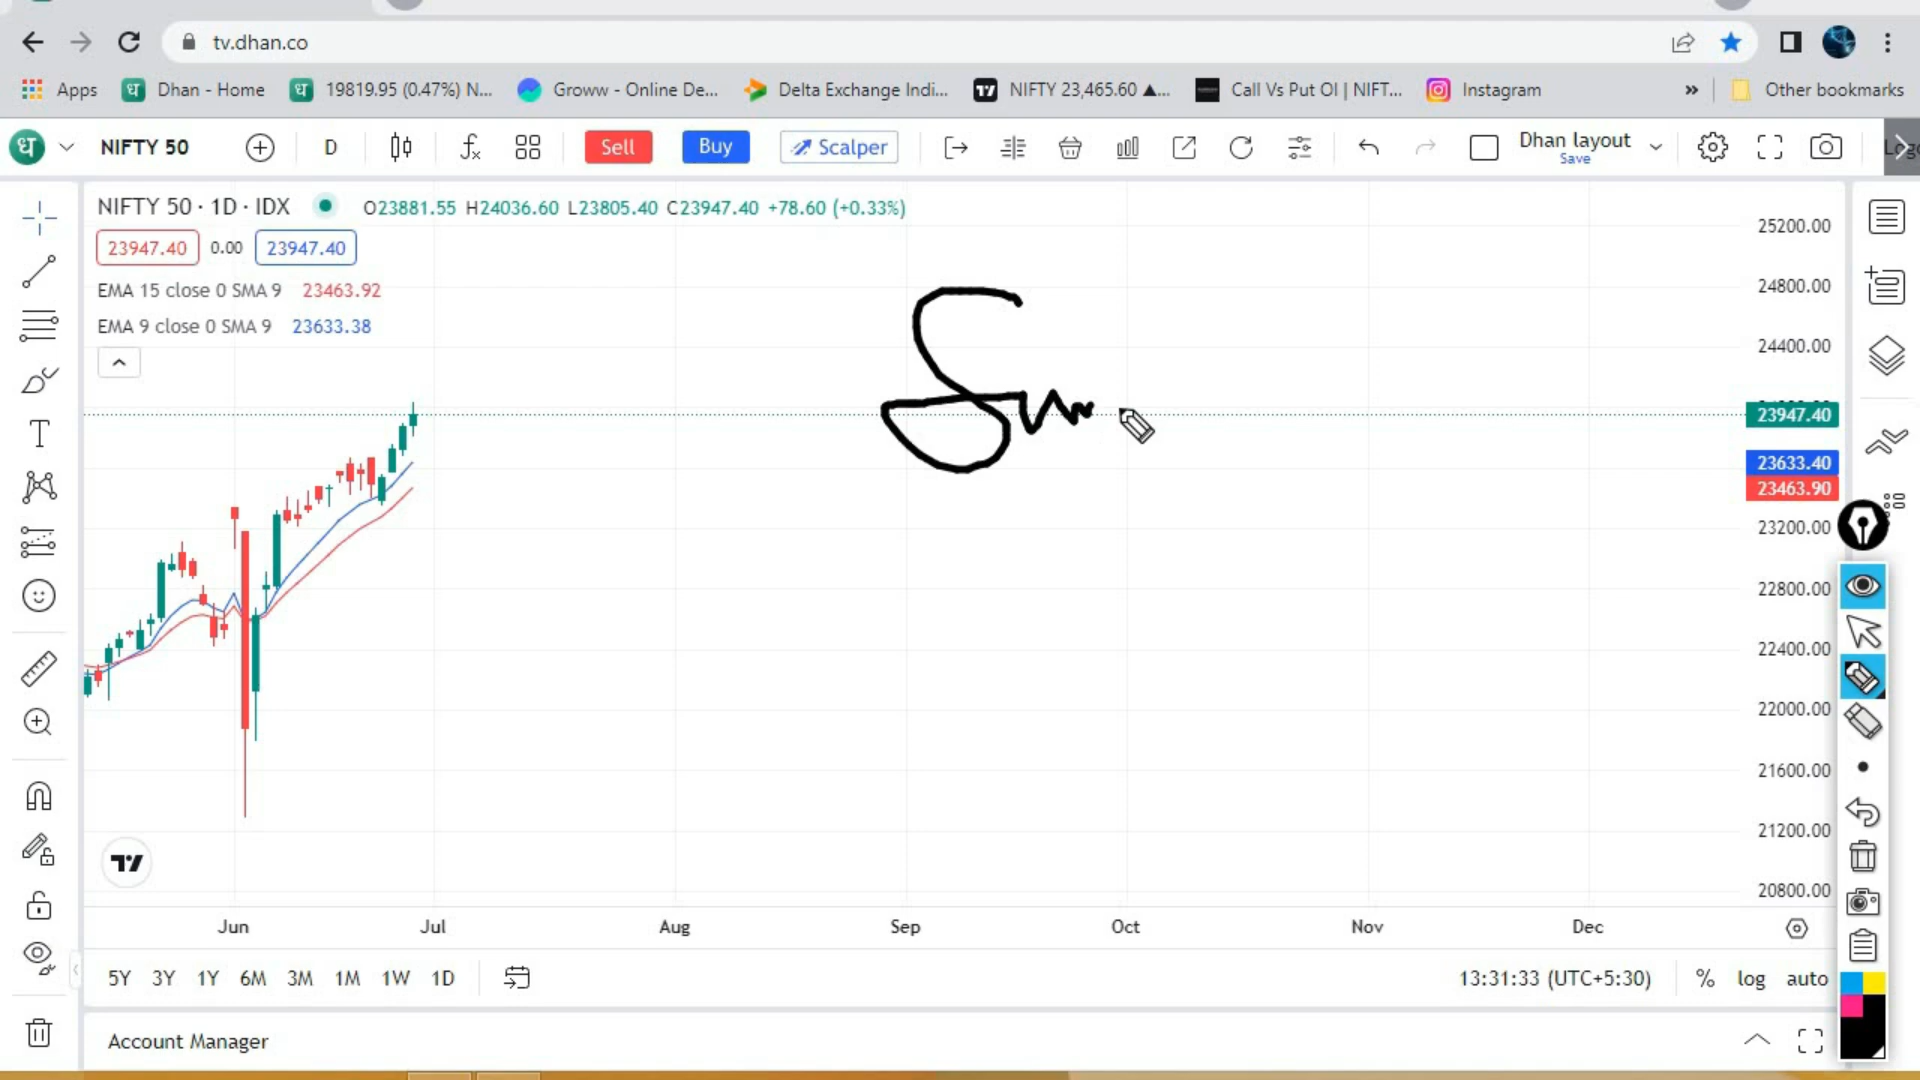 tv.dhan.co
Apps Dhan - Home 19819.95 (0.47%) N... Groww - Online De... Delta Exchange Indi... NIFTY 23,465.60 ▲... Call Vs Put OI | NIFT... Instagram » Other bookmarks
ध NIFTY 50 D Sell Buy Scalper Dhan layout
Save
NIFTY 50 · 1D · IDX O23881.55 H24036.60 L23805.40 C23947.40 +78.60 (+0.33%)
23947.40 0.00 23947.40
EMA 15 close 0 SMA 9 23463.92
EMA 9 close 0 SMA 9 23633.38
25200.00
24800.00
24400.00
23947.40
23633.40
23463.90
23200.00
22800.00
22400.00
22000.00
21600.00
21200.00
20800.00
Jun Jul Aug Sep Oct Nov Dec
5Y 3Y 1Y 6M 3M 1M 1W 1D 13:31:33 (UTC+5:30) % log auto
Account Manager